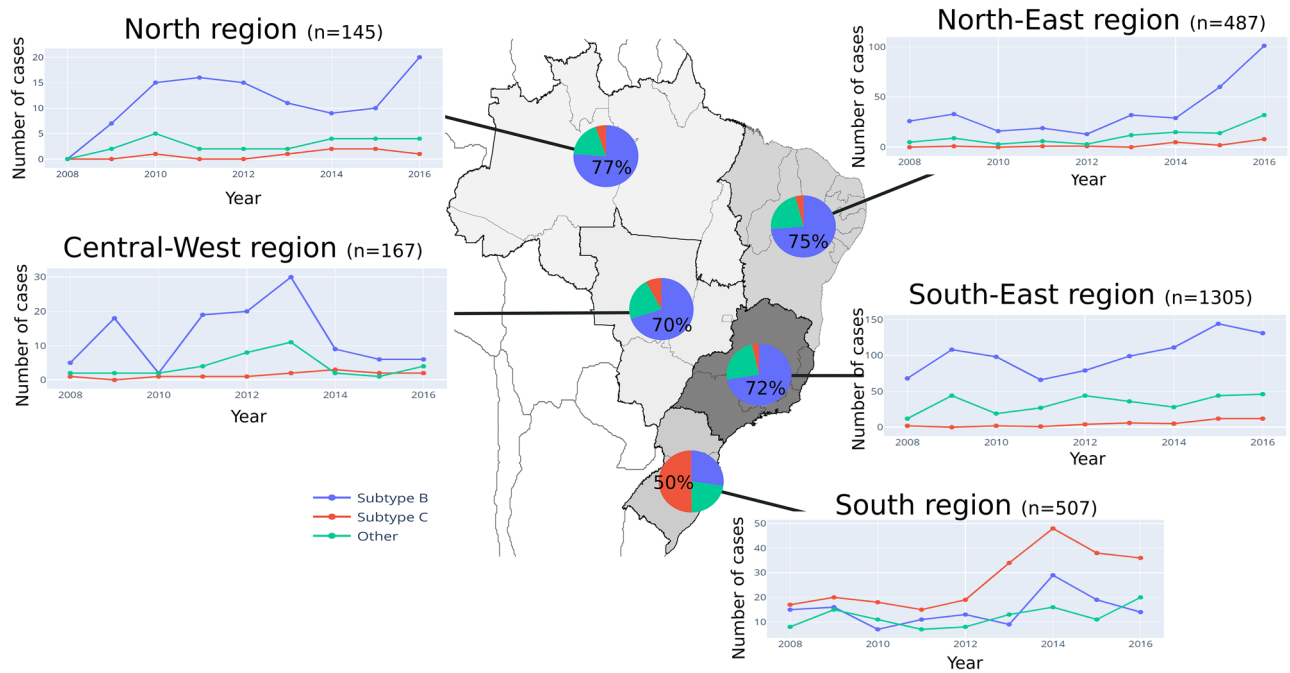 North region (n=145)
Number of cases
20
15
10
5
0
2008 2010 2012 2014 2016
Year
North-East region (n=487)
Number of cases
100
50
0
2008 2010 2012 2014 2016
Year
Central-West region (n=167)
Number of cases
30
20
10
0
2008 2010 2012 2014 2016
Year
77%
75%
70%
72%
50%
South-East region (n=1305)
Number of cases
150
100
50
0
2008 2010 2012 2014 2016
Year
Subtype B
Subtype C
Other
South region (n=507)
Number of cases
50
40
30
20
10
2008 2010 2012 2014 2016
Year